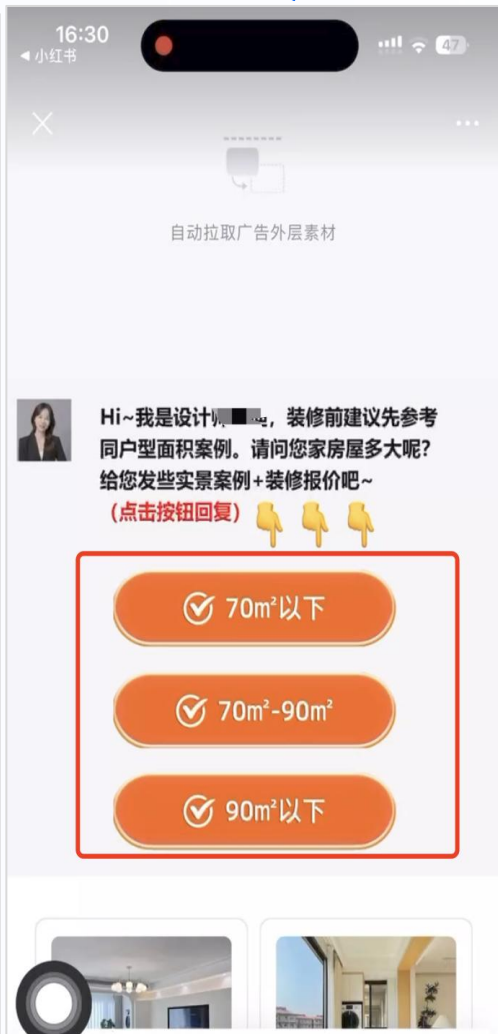 16:30
47
◀ 小红书
自动拉取广告外层素材
Hi~我是设计师，装修前建议先参考
同户型面积案例。请问您家房屋多大呢？
给您发些实景案例+装修报价吧~
（点击按钮回复）
70㎡以下
70㎡-90㎡
90㎡以下